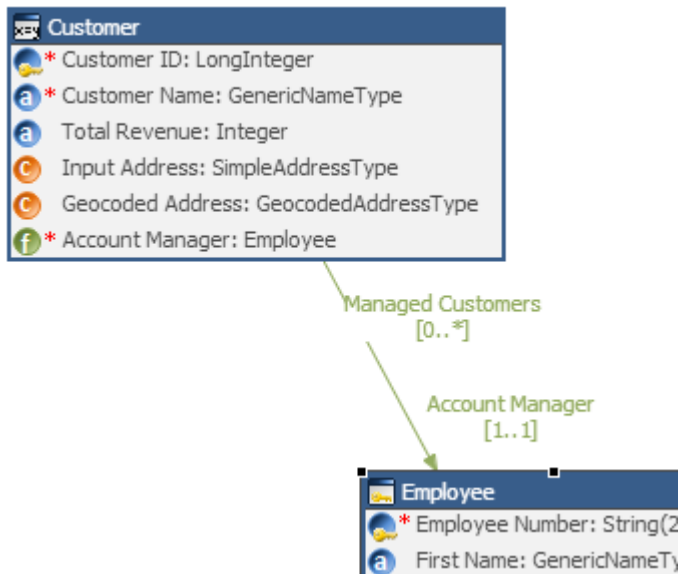 Customer
* Customer ID: LongInteger
* Customer Name: GenericNameType
Total Revenue: Integer
Input Address: SimpleAddressType
Geocoded Address: GeocodedAddressType
* Account Manager: Employee
Managed Customers
[0..*]
Account Manager
[1..1]
Employee
* Employee Number: String(2
First Name: GenericNameTy